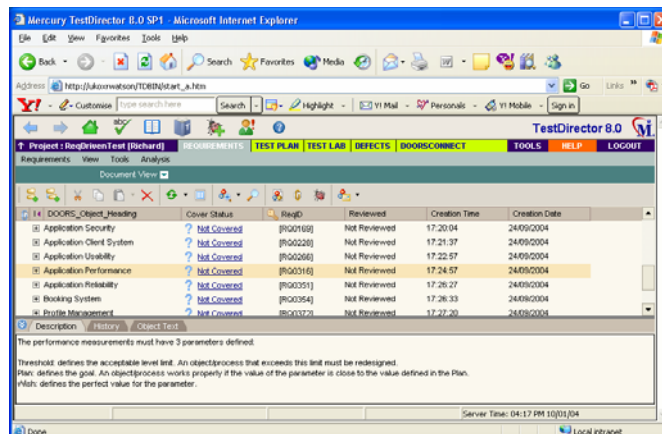 Mercury TestDirector 8.0 SP1 - Microsoft Internet Explorer
File Edit View Favorites Tools Help
Back Search Favorites Media
Address http://ukoxrwatson/TDBIN/start_a.htm Go Links
Y! Customise type search here Search Highlight Y! Mail Personals Y! Mobile Sign in
TestDirector 8.0
Project : ReqDrivenTest [Richard] REQUIREMENTS TEST PLAN TEST LAB DEFECTS DOORSCONNECT TOOLS HELP LOGOUT
Requirements View Tools Analysis
Document View
DOORS_Object_Heading Cover Status ReqID Reviewed Creation Time Creation Date
Application Security Not Covered [RQ0169] Not Reviewed 17:20:04 24/09/2004
Application Client System Not Covered [RQ0228] Not Reviewed 17:21:37 24/09/2004
Application Usability Not Covered [RQ0266] Not Reviewed 17:22:57 24/09/2004
Application Performance Not Covered [RQ0316] Not Reviewed 17:24:57 24/09/2004
Application Reliability Not Covered [RQ0351] Not Reviewed 17:26:27 24/09/2004
Booking System Not Covered [RQ0354] Not Reviewed 17:26:33 24/09/2004
Profile Management Not Covered [RQ0372] Not Reviewed 17:27:20 24/09/2004
Description History Object Text
The performance measurements must have 3 parameters defined:
Threshold: defines the acceptable level limit. An object/process that exceeds this limit must be redesigned.
Plan: defines the goal. An object/process works properly if the value of the parameter is close to the value defined in the Plan.
Wish: defines the perfect value for the parameter.
Server Time: 04:17 PM 10/01/04
Done Local intranet